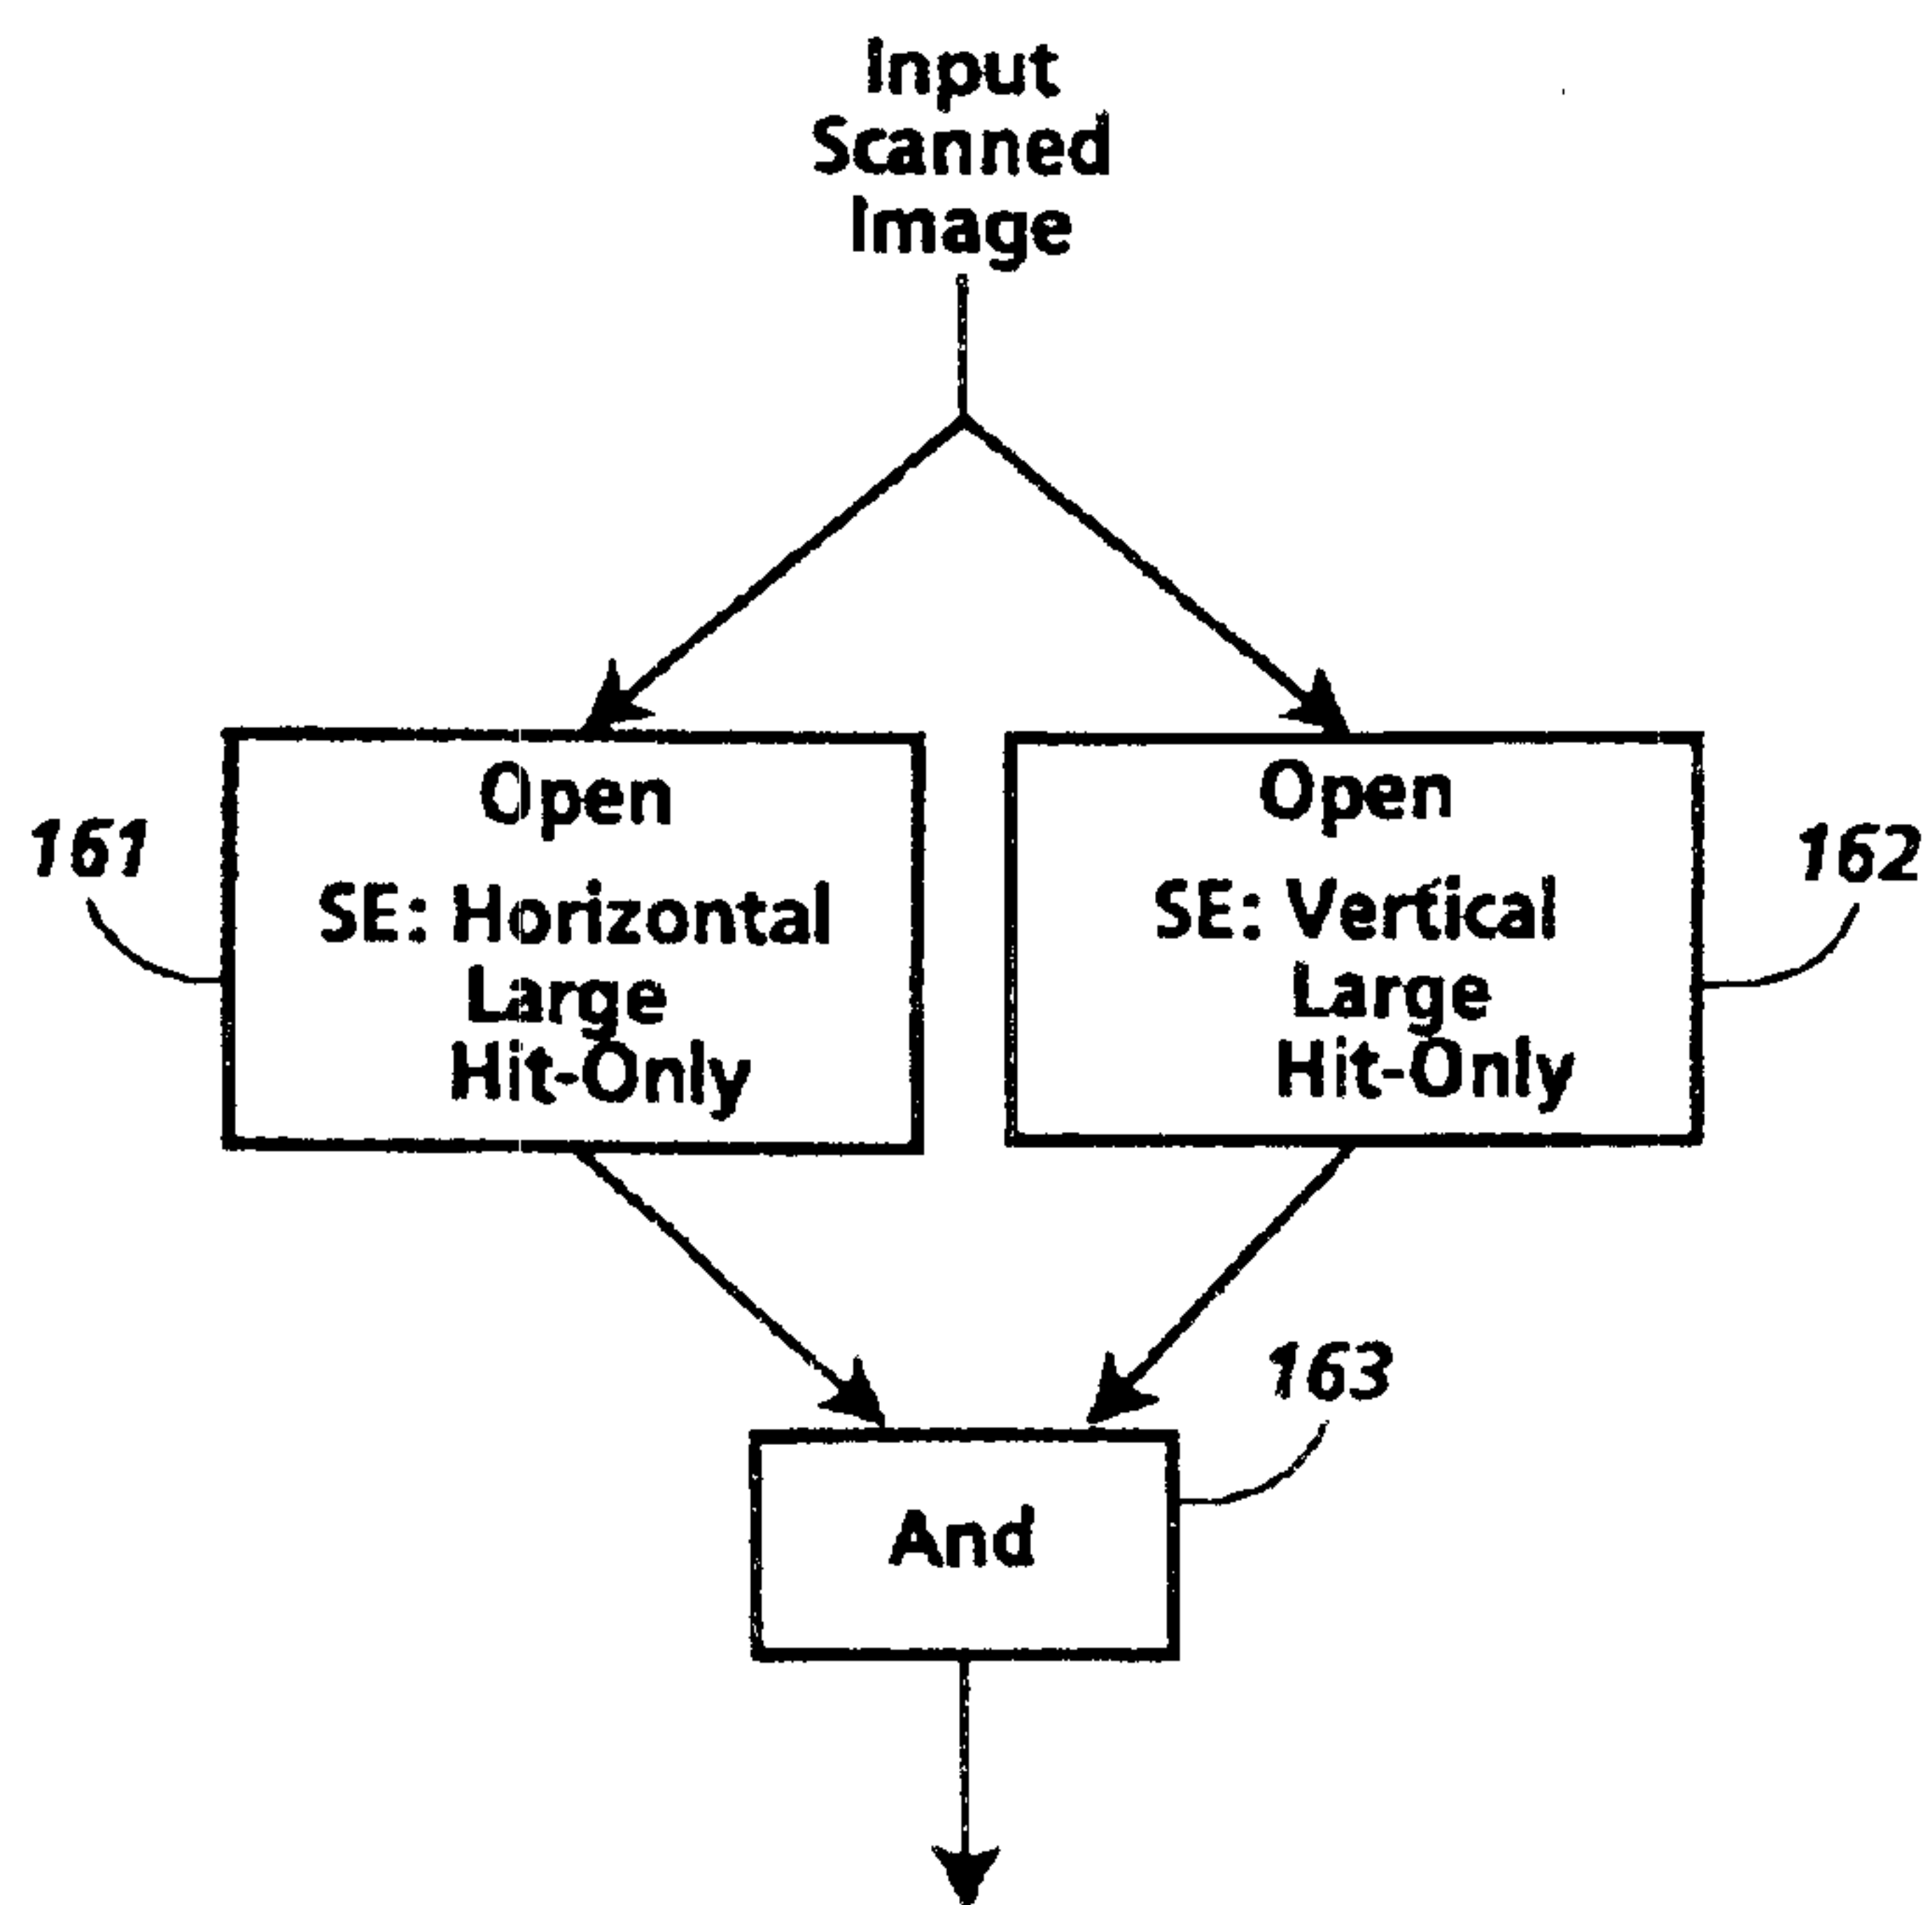 Input
Scanned
Image
Open
SE: Horizontal
Large
Hit-Only
161
Open
SE: Vertical
Large
Hit-Only
162
And
163